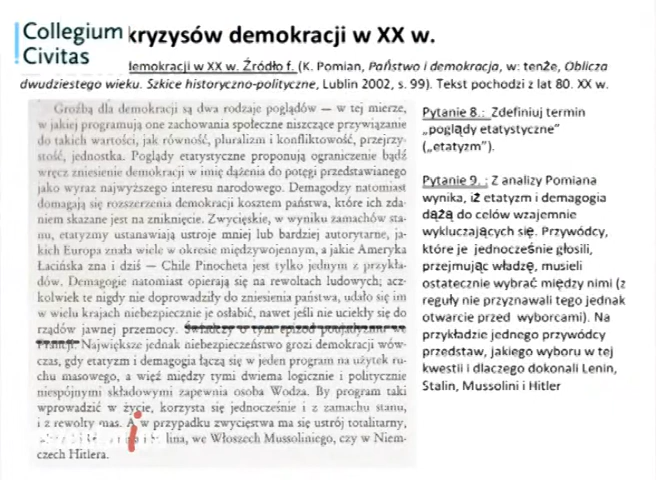 Collegium
Civitas
kryzysów demokracji w XX w.
demokracji w XX w. Źródło f. (K. Pomian, Państwo i demokracja, w: tenże, Oblicza
dwudziestego wieku. Szkice historyczno-polityczne, Lublin 2002, s. 99). Tekst pochodzi z lat 80. XX w.
Groźbą dla demokracji są dwa rodzaje poglądów — w tej mierze,
w jakiej programują one zachowania społeczne niszczące przywiązanie
do takich wartości, jak równość, pluralizm i konfliktowość, przejrzy-
stość, jednostka. Poglądy etatystyczne proponują ograniczenie bądź
wręcz zniesienie demokracji w imię dążenia do potęgi przedstawianego
jako wyraz najwyższego interesu narodowego. Demagodzy natomiast
domagają się rozszerzenia demokracji kosztem państwa, które ich zda-
niem skazane jest na zniknięcie. Zwycięskie, w wyniku zamachów sta-
nu, etatyzmy ustanawiają ustroje mniej lub bardziej autorytarne, ja-
kich Europa znała wiele w okresie międzywojennym, a jakie Ameryka
Łacińska zna i dziś — Chile Pinocheta jest tylko jednym z przykła-
dów. Demagogie natomiast opierają się na rewoltach ludowych; acz-
kolwiek te nigdy nie doprowadziły do zniesienia państwa, udało się im
w wielu krajach niebezpiecznie je osłabić, nawet jeśli nie uciekły się do
rządów jawnej przemocy. Świadczy o tym epizod poujadyzmu we
Francji. Największe jednak niebezpieczeństwo grozi demokracji wów-
czas, gdy etatyzm i demagogia łączą się w jeden program na użytek ru-
chu masowego, a więź między tymi dwiema logicznie i politycznie
niespójnymi składowymi zapewnia osoba Wodza. By program taki
wprowadzić w życie, korzysta się jednocześnie i z zamachu stanu,
i z rewolty mas. A w przypadku zwycięstwa ma się ustrój totalitarny,
i lina, we Włoszech Mussoliniego, czy w Niem-
czech Hitlera.
Pytanie 8.: Zdefiniuj termin
„poglądy etatystyczne”
(„etatyzm”).
Pytanie 9. : Z analizy Pomiana
wynika, iż etatyzm i demagogia
dążą do celów wzajemnie
wykluczających się. Przywódcy,
które je jednocześnie głosili,
przejmując władzę, musieli
ostatecznie wybrać między nimi (z
reguły nie przyznawali tego jednak
otwarcie przed wyborcami). Na
przykładzie jednego przywódcy
przedstaw, jakiego wyboru w tej
kwestii i dlaczego dokonali Lenin,
Stalin, Mussolini i Hitler